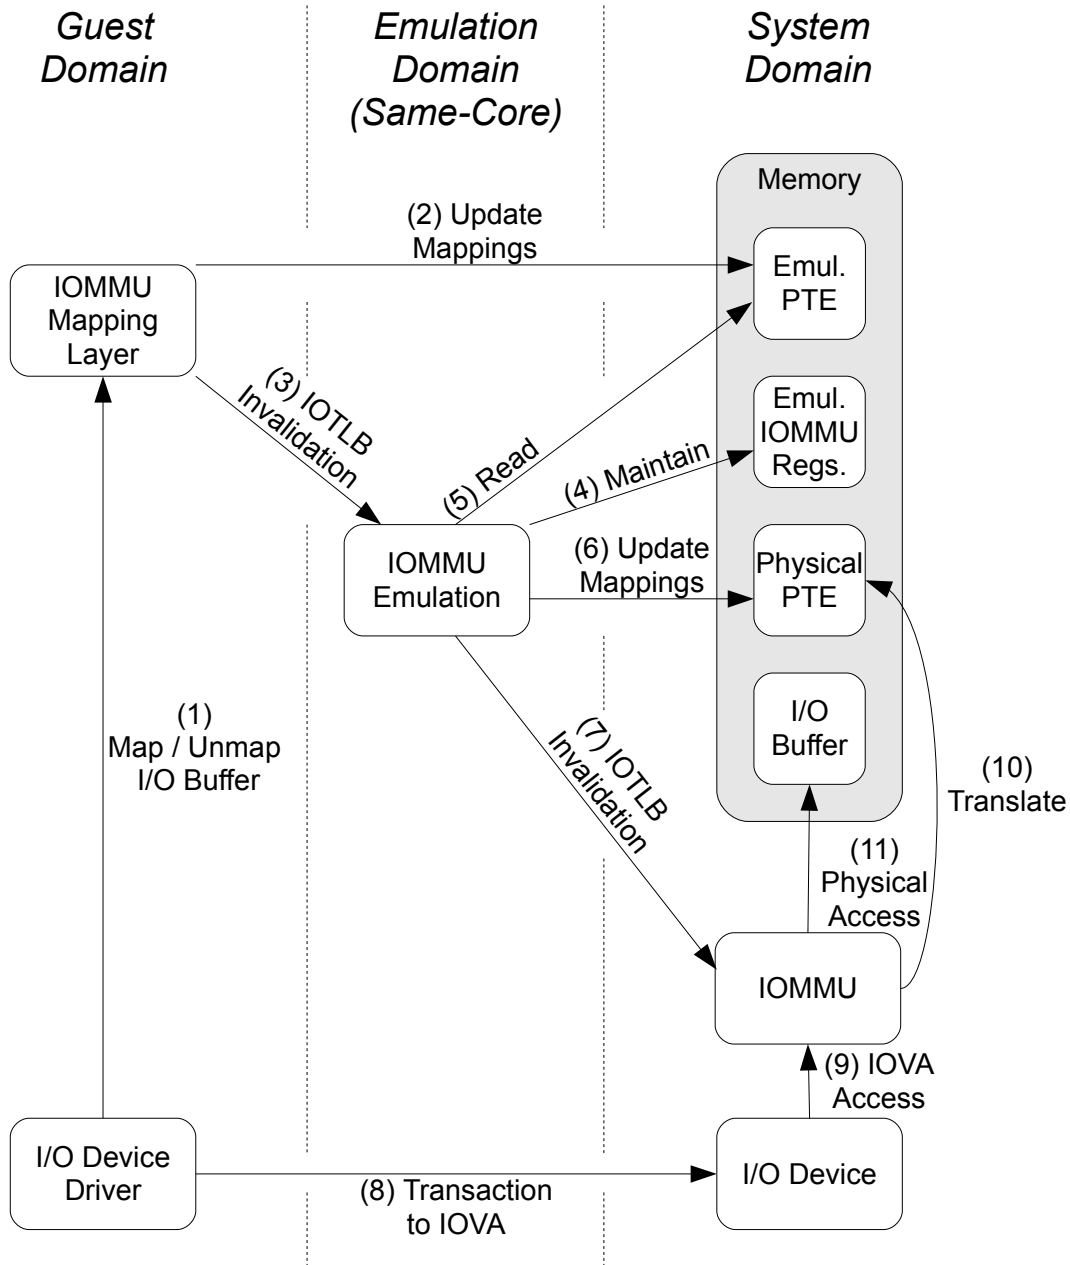 Guest
Domain
Emulation
Domain
(Same-Core)
System
Domain
Memory
(2) Update
Mappings
Emul.
PTE
IOMMU
Mapping
Layer
(3) IOTLB
Invalidation
Emul.
IOMMU
Regs.
(5) Read
(4) Maintain
IOMMU
Emulation
(6) Update
Mappings
Physical
PTE
(1)
Map / Unmap
I/O Buffer
(7) IOTLB
Invalidation
I/O
Buffer
(10)
Translate
(11)
Physical
Access
IOMMU
(9) IOVA
Access
I/O Device
Driver
(8) Transaction
to IOVA
I/O Device